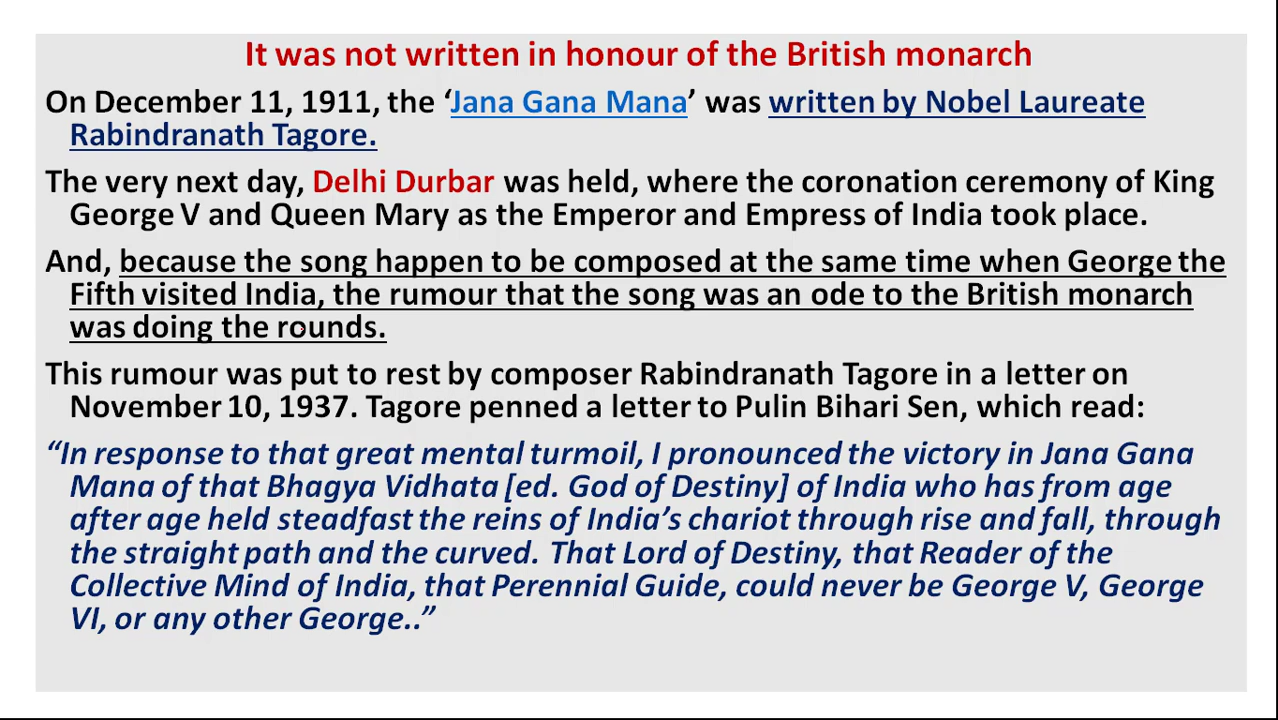 It was not written in honour of the British monarch
On December 11, 1911, the ‘Jana Gana Mana’ was written by Nobel Laureate
Rabindranath Tagore.
The very next day, Delhi Durbar was held, where the coronation ceremony of King
George V and Queen Mary as the Emperor and Empress of India took place.
And, because the song happen to be composed at the same time when George the
Fifth visited India, the rumour that the song was an ode to the British monarch
was doing the rounds.
This rumour was put to rest by composer Rabindranath Tagore in a letter on
November 10, 1937. Tagore penned a letter to Pulin Bihari Sen, which read:
“In response to that great mental turmoil, I pronounced the victory in Jana Gana
Mana of that Bhagya Vidhata [ed. God of Destiny] of India who has from age
after age held steadfast the reins of India’s chariot through rise and fall, through
the straight path and the curved. That Lord of Destiny, that Reader of the
Collective Mind of India, that Perennial Guide, could never be George V, George
VI, or any other George..”